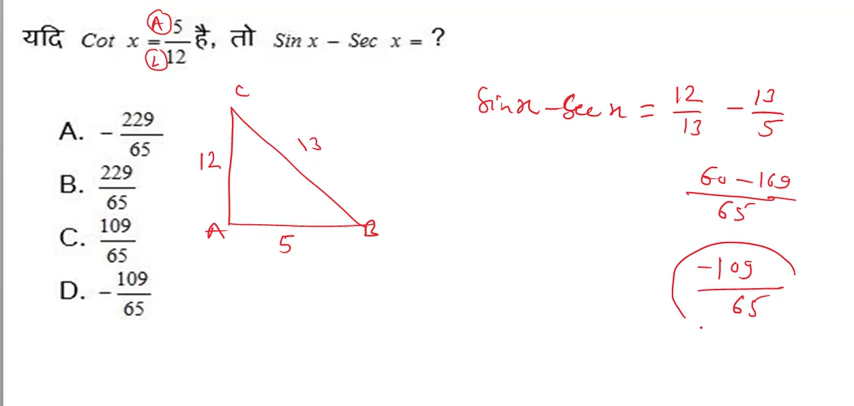 यदि Cot x = 5/12 है, तो Sin x - Sec x = ?
A
L
A. - 229/65
B. 229/65
C. 109/65
D. - 109/65
C
12
13
A
B
5
Sinx - Secx = 12/13 - 13/5
60 - 169/65
-109/65